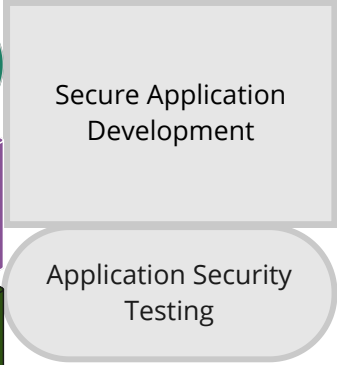 Secure Application
Development
Application Security
Testing